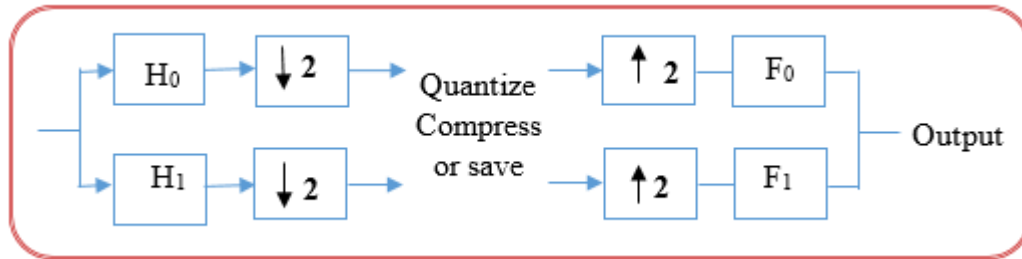 H₀ ↓ 2 ↑ 2 F₀
Quantize
Compress
or save
Output
H₁ ↓ 2 ↑ 2 F₁